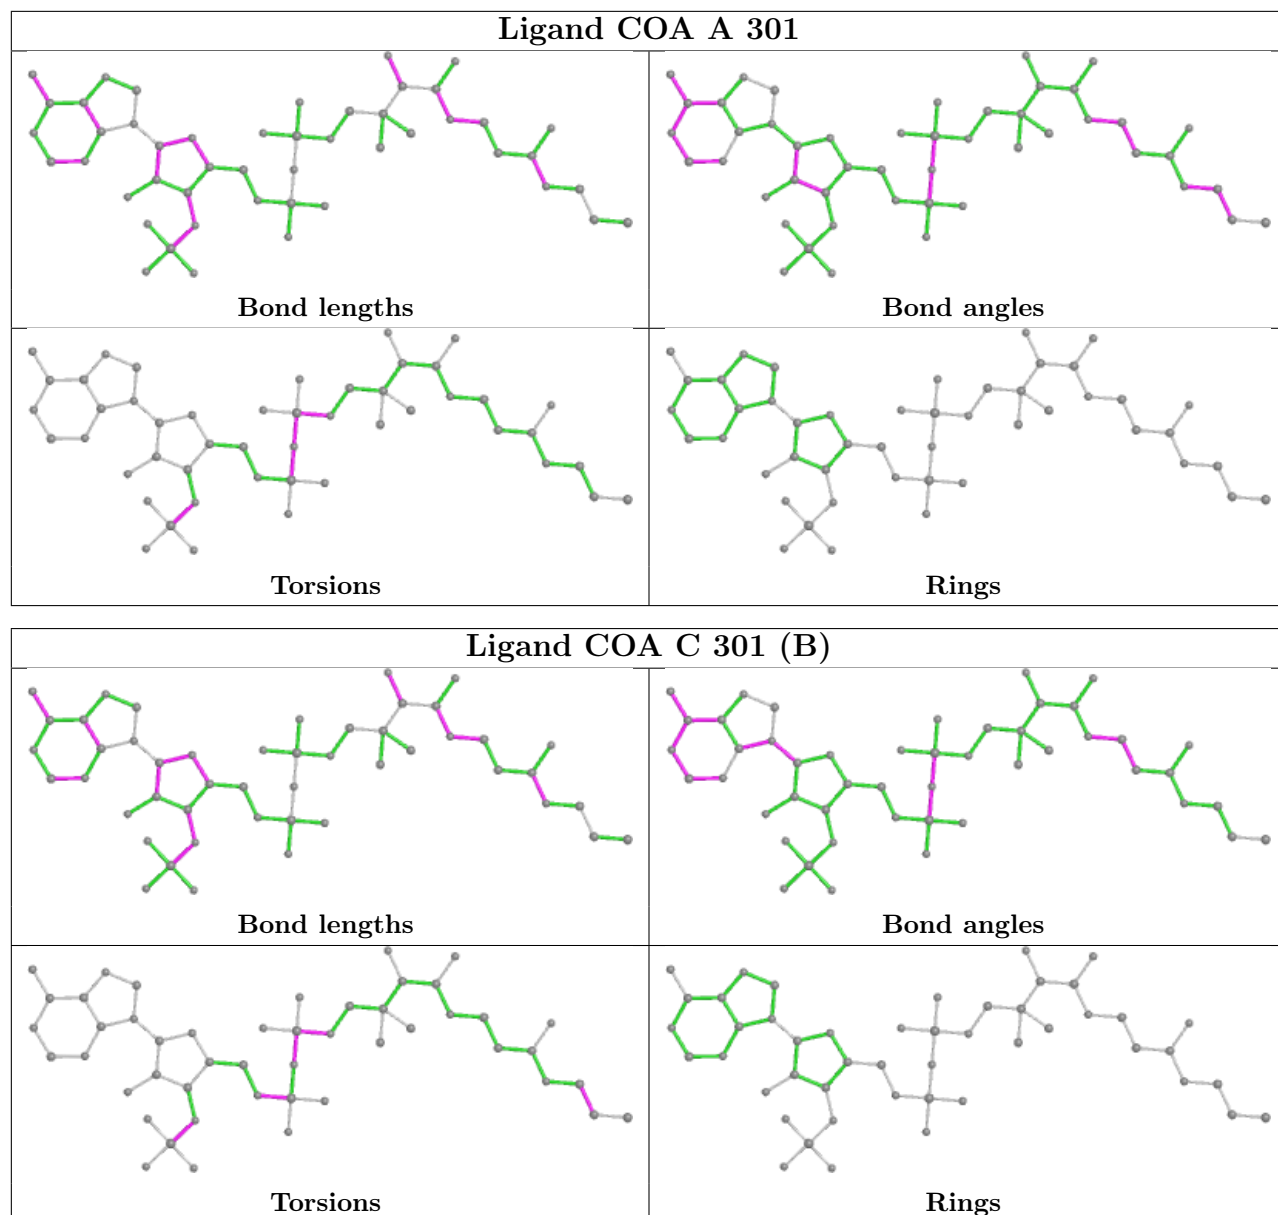 Ligand COA A 301
Bond lengths
Bond angles
Torsions
Rings
Ligand COA C 301 (B)
Bond lengths
Bond angles
Torsions
Rings